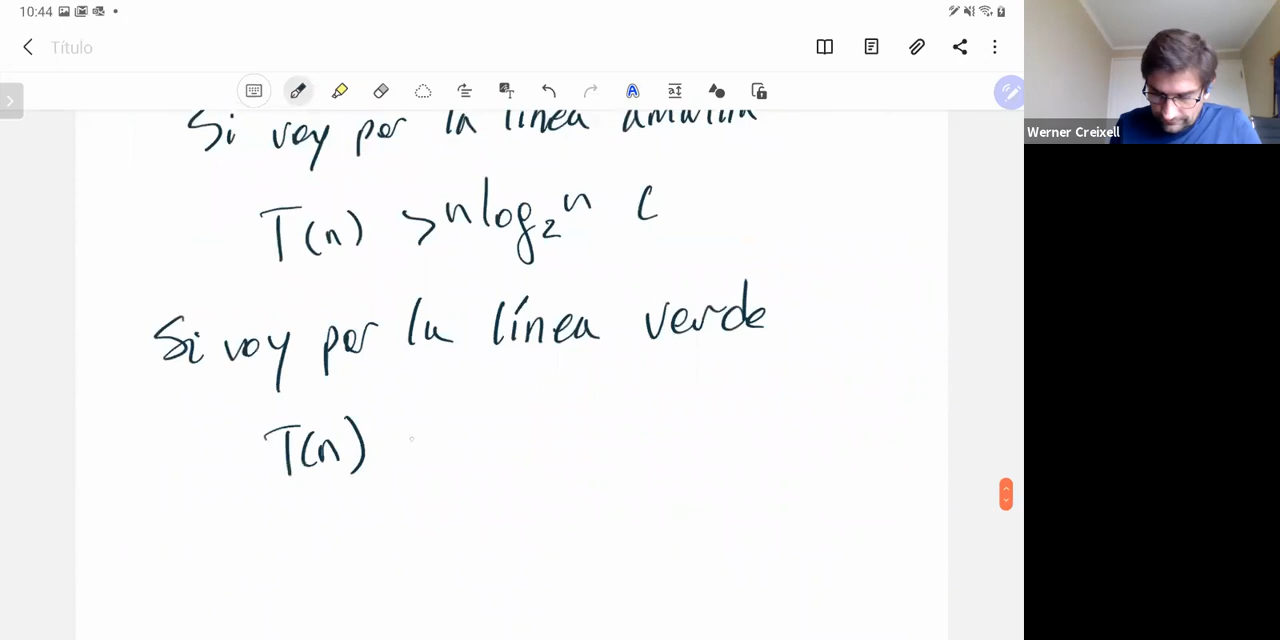 10:44
Título
Si voy por la línea amarilla
T(n) > n log₂ n C
Si voy por la línea verde
T(n)
Werner Creixell